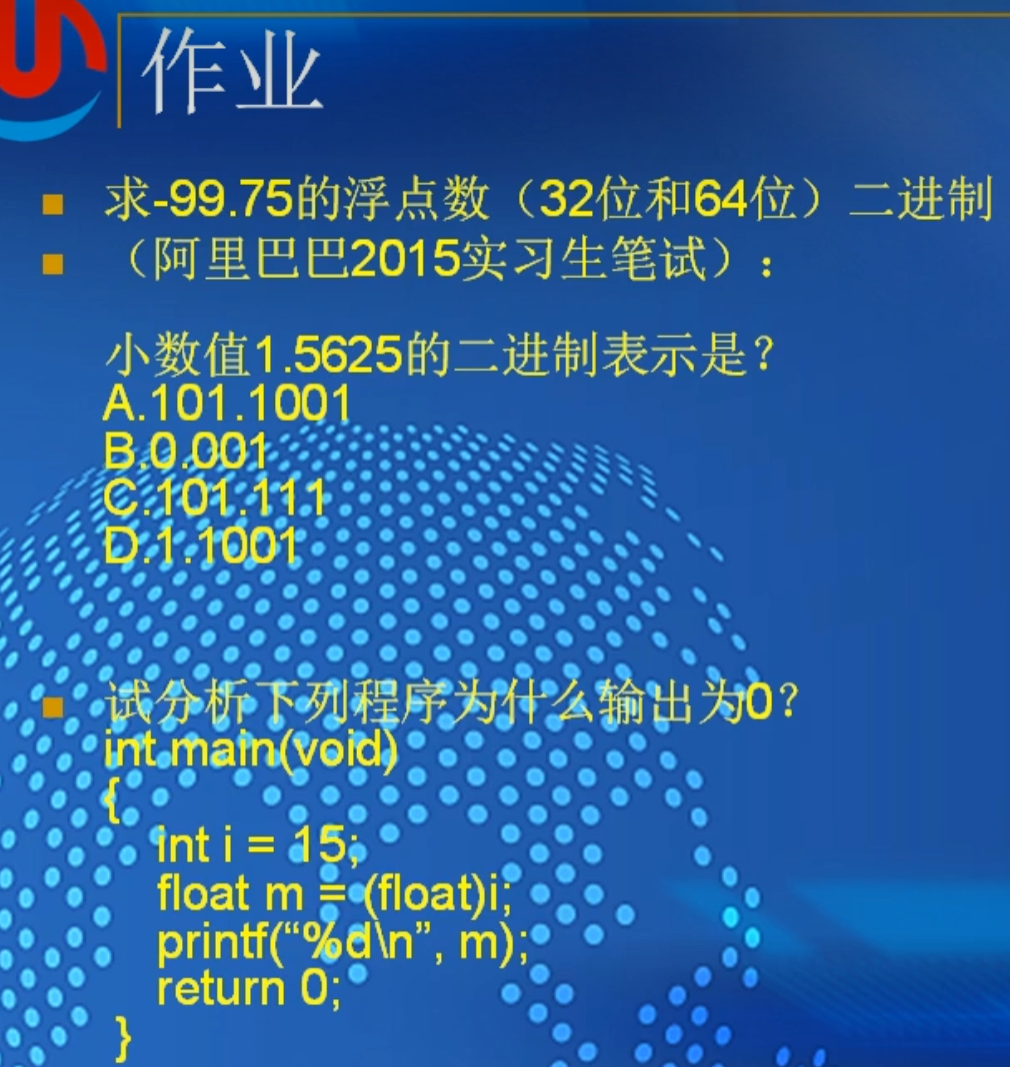 作业
求-99.75的浮点数（32位和64位）二进制
（阿里巴巴2015实习生笔试）：
小数值1.5625的二进制表示是？
A.101.1001
B.0.001
C.101.111
D.1.1001
试分析下列程序为什么输出为0？
int main(void)
{
int i = 15;
float m = (float)i;
printf(“%d\n”, m);
return 0;
}